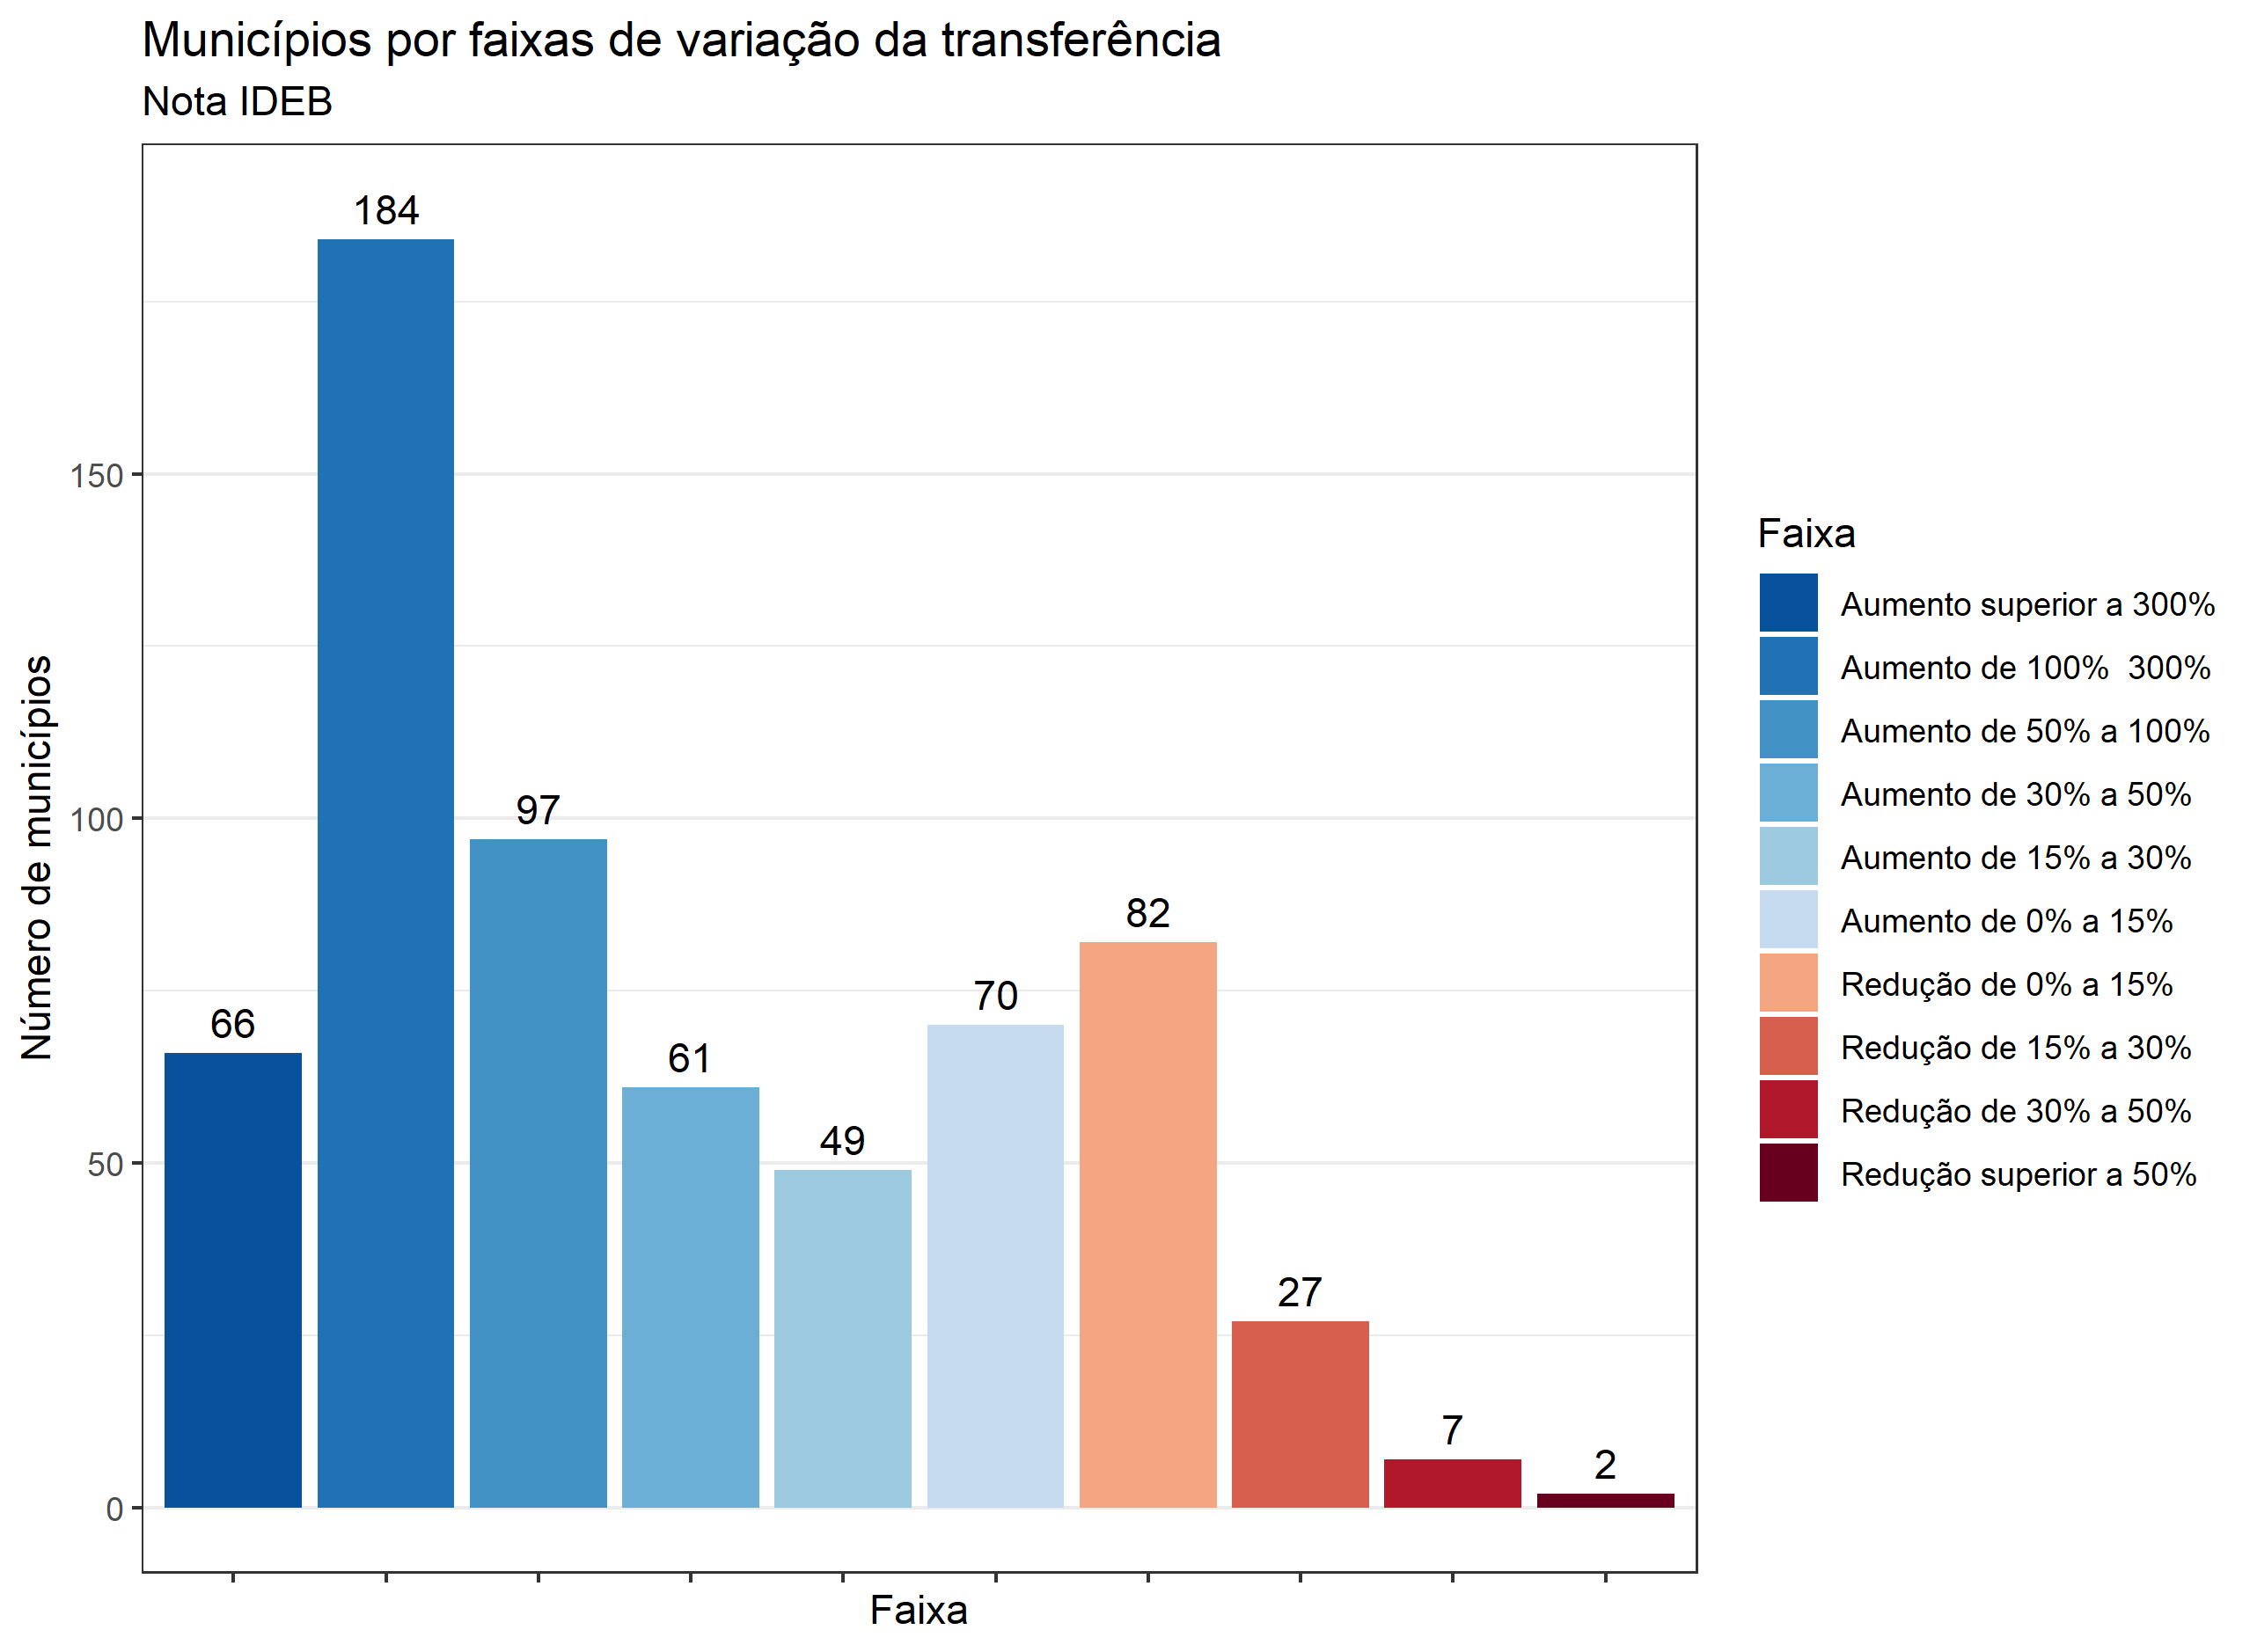 Municípios por faixas de variação da transferência
Nota IDEB
Número de municípios
150
100
50
0
66
184
97
61
49
70
82
27
7
2
Faixa
Faixa
Aumento superior a 300%
Aumento de 100%  300%
Aumento de 50% a 100%
Aumento de 30% a 50%
Aumento de 15% a 30%
Aumento de 0% a 15%
Redução de 0% a 15%
Redução de 15% a 30%
Redução de 30% a 50%
Redução superior a 50%